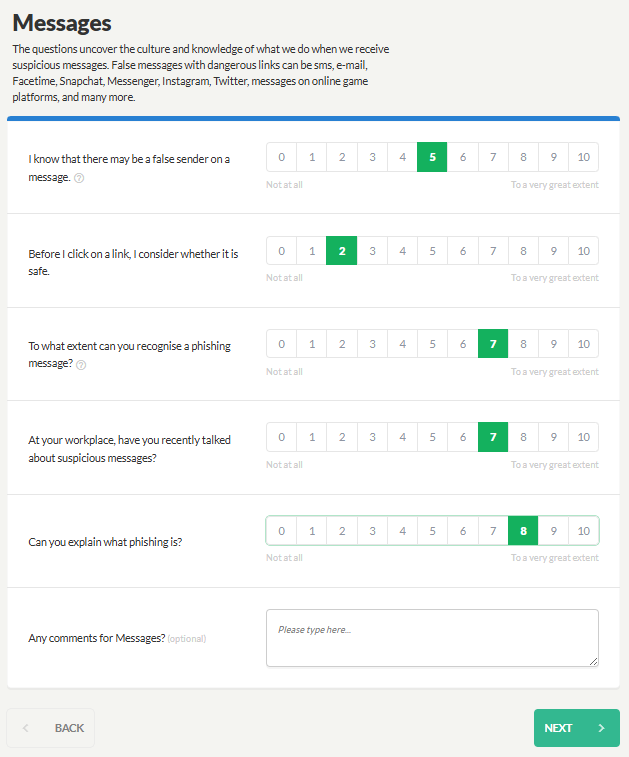 Messages
The questions uncover the culture and knowledge of what we do when we receive
suspicious messages. False messages with dangerous links can be sms, e-mail,
Facetime, Snapchat, Messenger, Instagram, Twitter, messages on online game
platforms, and many more.
I know that there may be a false sender on a
message. ?
0 1 2 3 4 5 6 7 8 9 10
Not at all To a very great extent
Before I click on a link, I consider whether it is
safe.
0 1 2 3 4 5 6 7 8 9 10
Not at all To a very great extent
To what extent can you recognise a phishing
message? ?
0 1 2 3 4 5 6 7 8 9 10
Not at all To a very great extent
At your workplace, have you recently talked
about suspicious messages?
0 1 2 3 4 5 6 7 8 9 10
Not at all To a very great extent
Can you explain what phishing is?
0 1 2 3 4 5 6 7 8 9 10
Not at all To a very great extent
Any comments for Messages? (optional)
Please type here...
< BACK
NEXT >